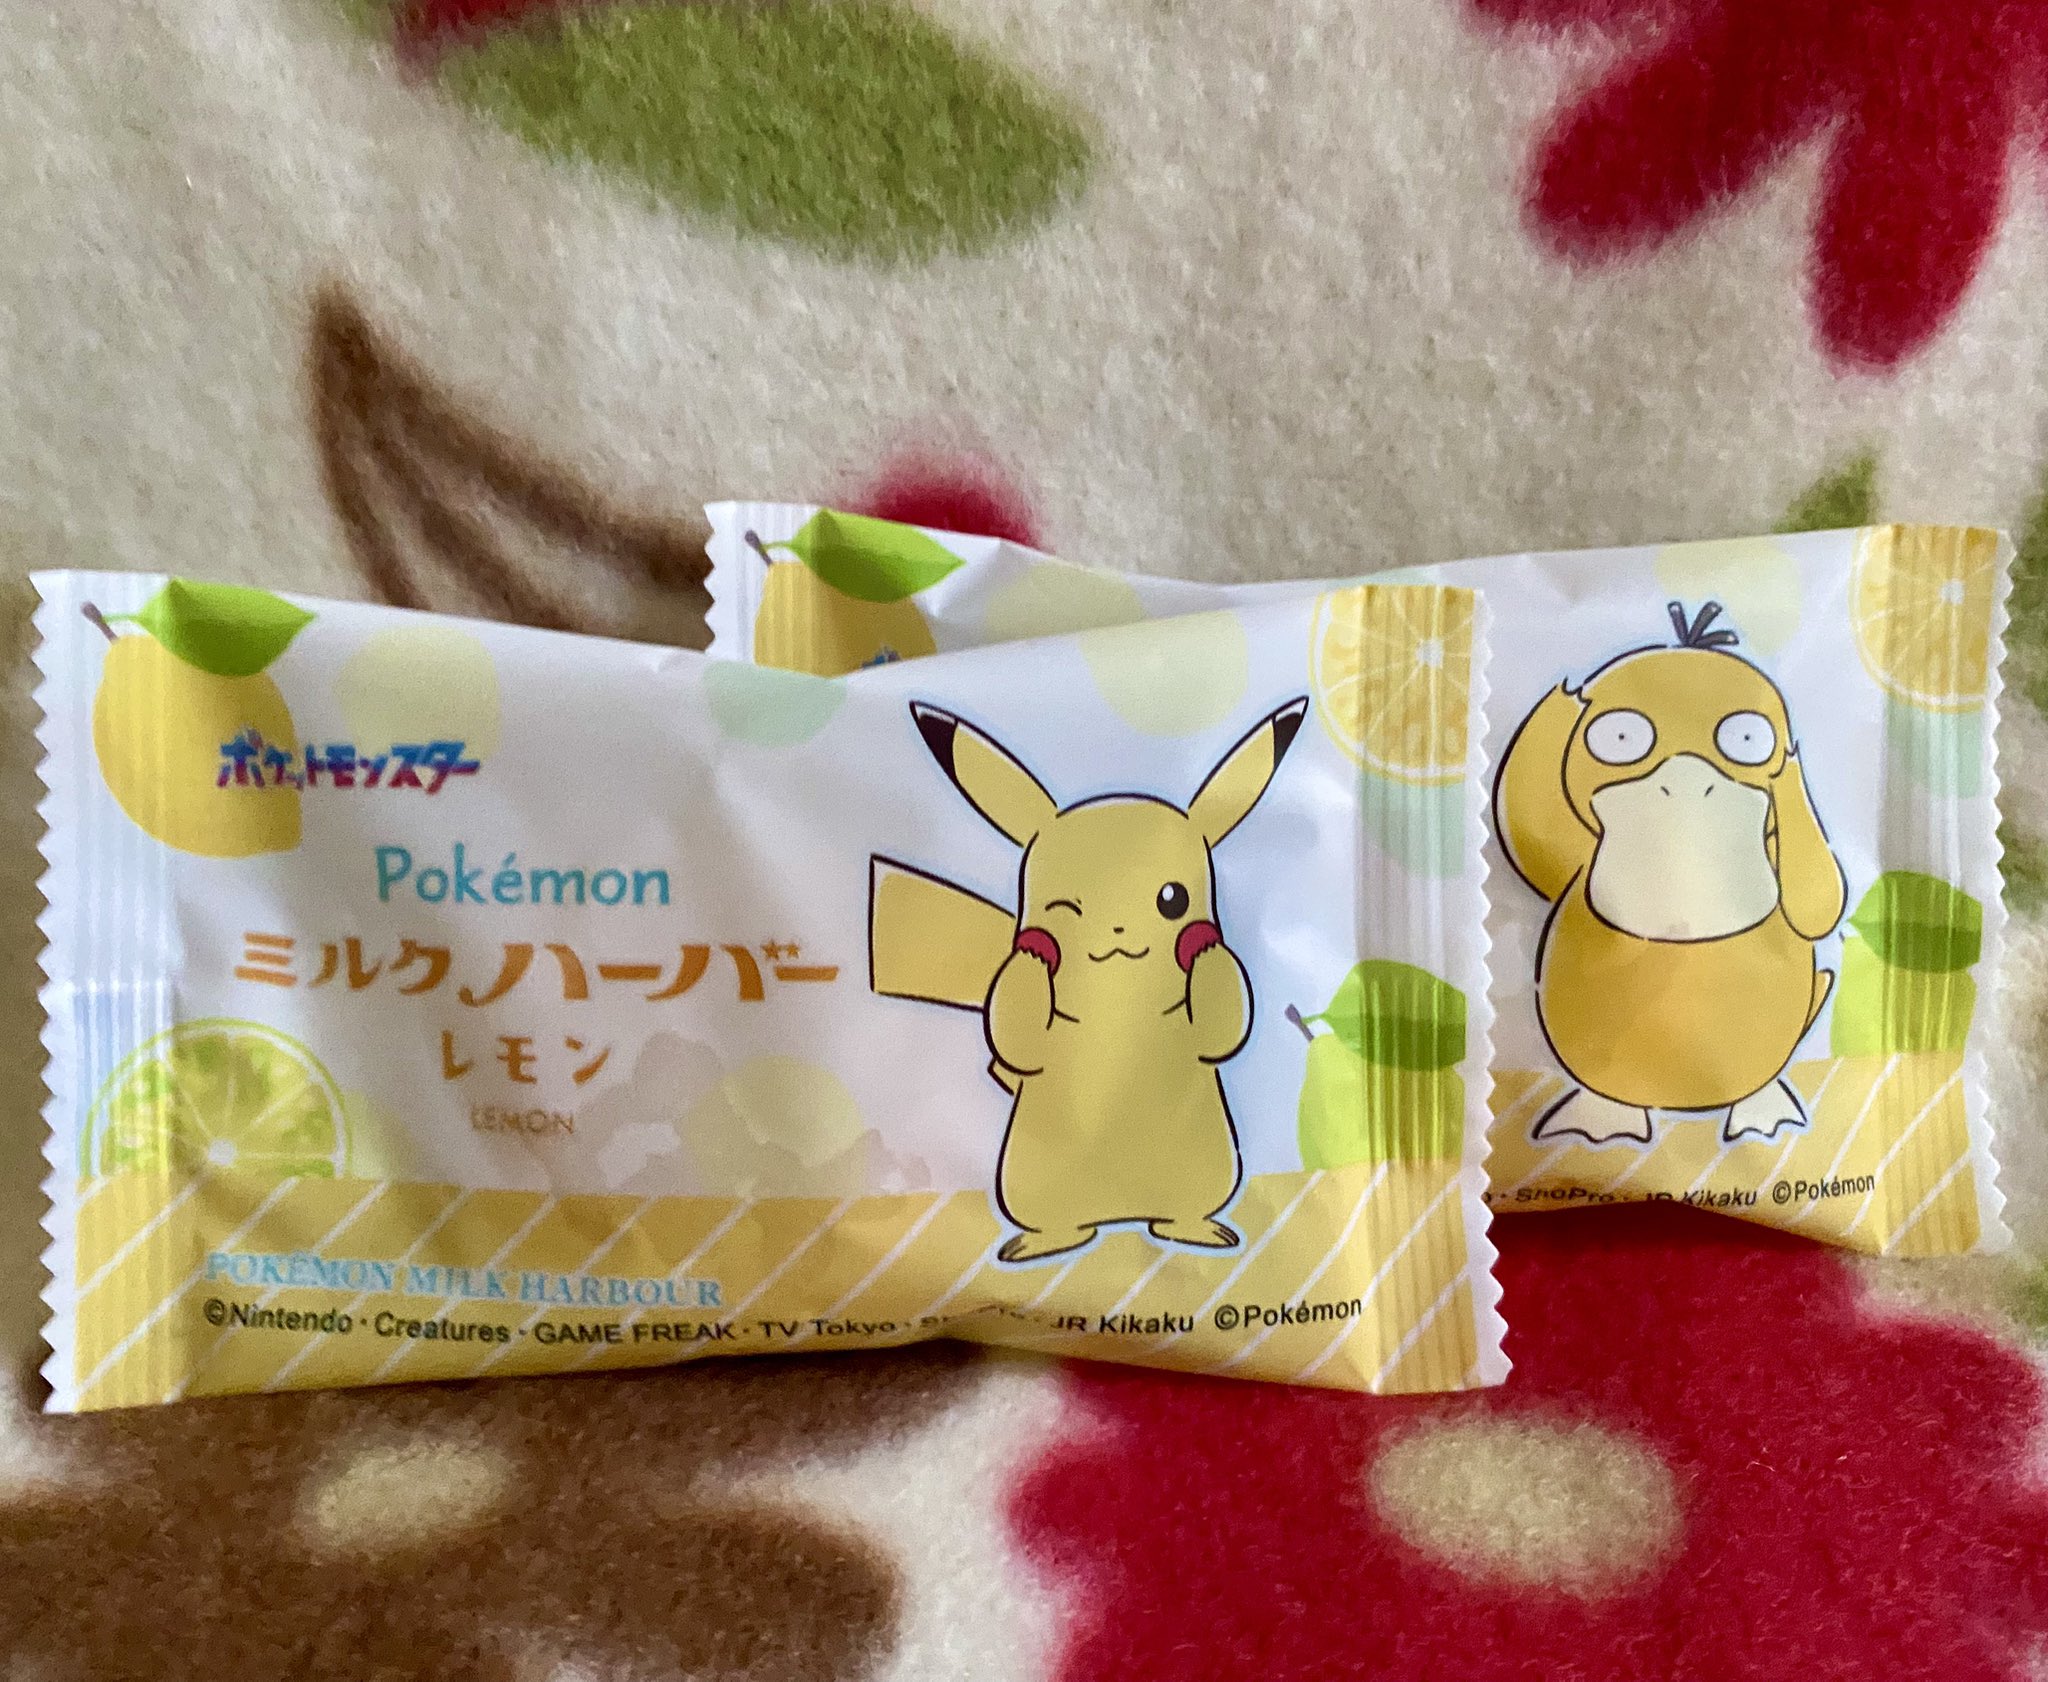 ポケットモンスター
Pokémon
ミルクハーバー
レモン
LEMON
POKÉMON MILK HARBOUR
©Nintendo・Creatures・GAME FREAK・TV Tokyo・ShoPro・JR Kikaku ©Pokémon
ShoPro・JR Kikaku ©Pokémon